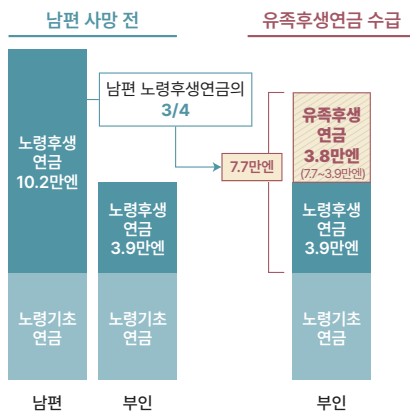 남편 사망 전
유족후생연금 수급
남편 노령후생연금의
3/4
노령후생
연금
10.2만엔
7.7만엔
유족후생
연금
3.8만엔
(7.7~3.9만엔)
노령후생
연금
3.9만엔
노령후생
연금
3.9만엔
노령기초
연금
노령기초
연금
노령기초
연금
남편
부인
부인